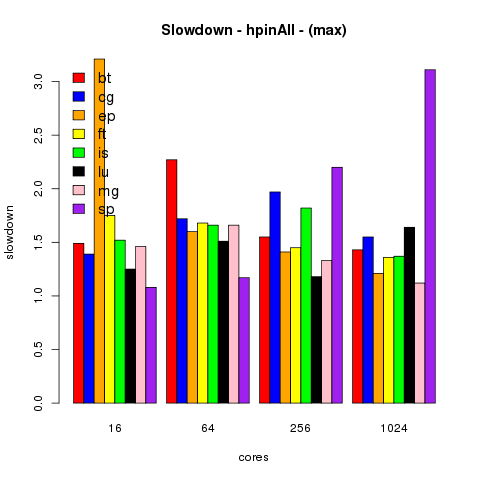 Slowdown - hpinAll - (max)
3.0
2.5
2.0
1.5
1.0
0.5
0.0
slowdown
bt
cg
ep
ft
is
lu
mg
sp
16
64
256
1024
cores